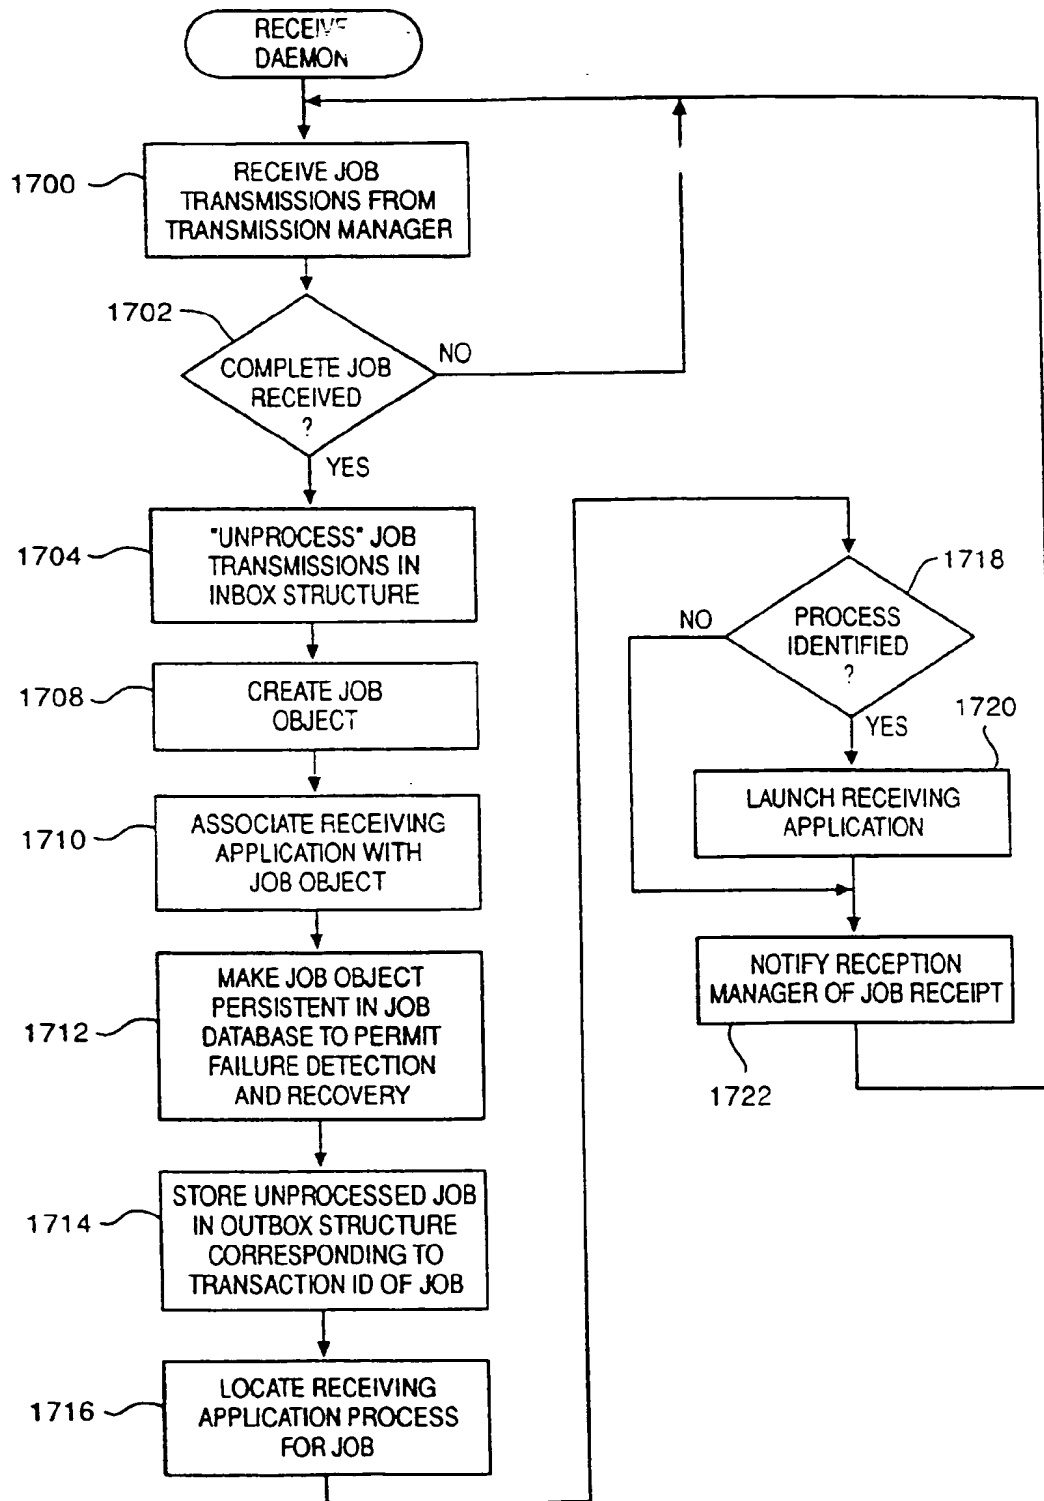 RECEIVE
DAEMON
1700
RECEIVE JOB
TRANSMISSIONS FROM
TRANSMISSION MANAGER
1702
COMPLETE JOB
RECEIVED
?
NO
YES
1704
"UNPROCESS" JOB
TRANSMISSIONS IN
INBOX STRUCTURE
1708
CREATE JOB
OBJECT
1710
ASSOCIATE RECEIVING
APPLICATION WITH
JOB OBJECT
1712
MAKE JOB OBJECT
PERSISTENT IN JOB
DATABASE TO PERMIT
FAILURE DETECTION
AND RECOVERY
1714
STORE UNPROCESSED JOB
IN OUTBOX STRUCTURE
CORRESPONDING TO
TRANSACTION ID OF JOB
1716
LOCATE RECEIVING
APPLICATION PROCESS
FOR JOB
1718
PROCESS
IDENTIFIED
?
NO
YES
1720
LAUNCH RECEIVING
APPLICATION
NOTIFY RECEPTION
MANAGER OF JOB RECEIPT
1722